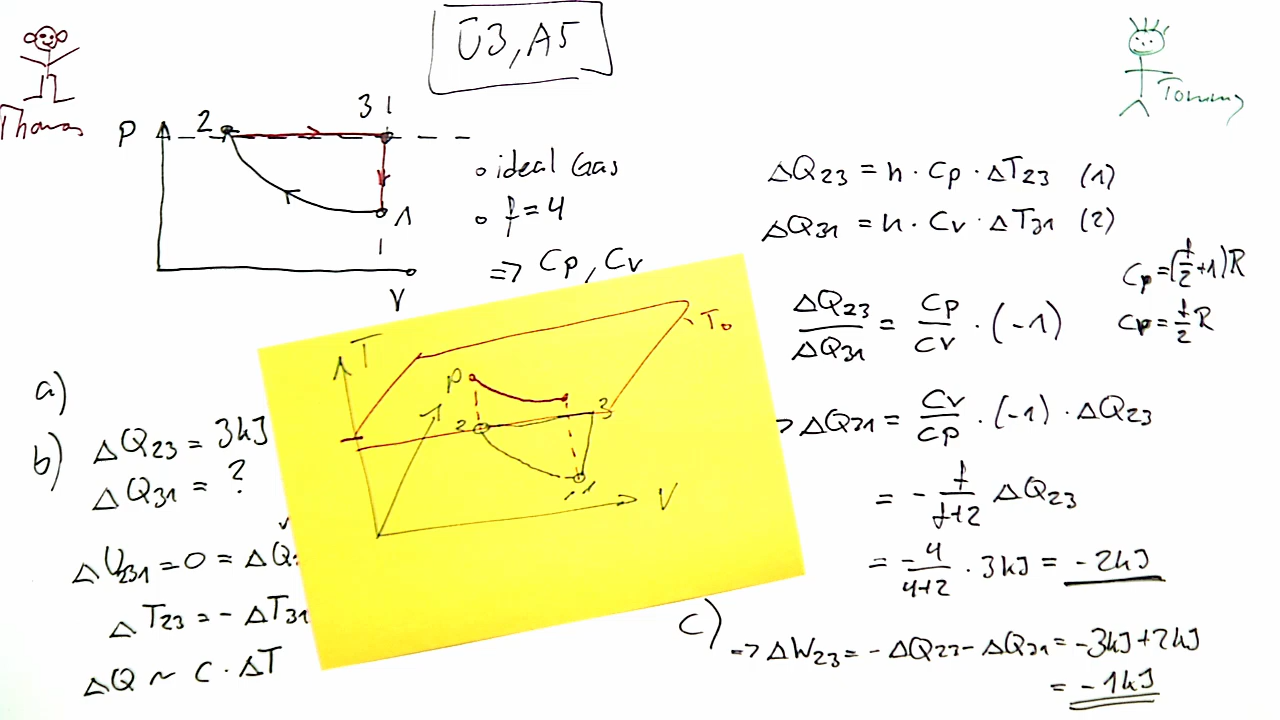 Ü3, A5
Thomas
Tommy
P
2
3
1
V
• ideal Gas
• f = 4
=> Cp, Cv
a)
b) ΔQ23 = 3kJ
ΔQ31 = ?
ΔU231 = 0 = ΔQ
ΔT23 = - ΔT31
ΔQ ~ C · ΔT
T
P
T0
2
3
1
V
ΔQ23 = n · Cp · ΔT23 (1)
ΔQ31 = n · Cv · ΔT31 (2)
Cp = (f/2 + 1) R
Cv = f/2 R
ΔQ23/ΔQ31 = Cp/Cv · (-1)
ΔQ31 = Cv/Cp · (-1) · ΔQ23
= - f/f+2 ΔQ23
= -4/4+2 · 3kJ = -2kJ
c) => ΔW23 = - ΔQ23 - ΔQ31 = -3kJ + 2kJ
= -1kJ